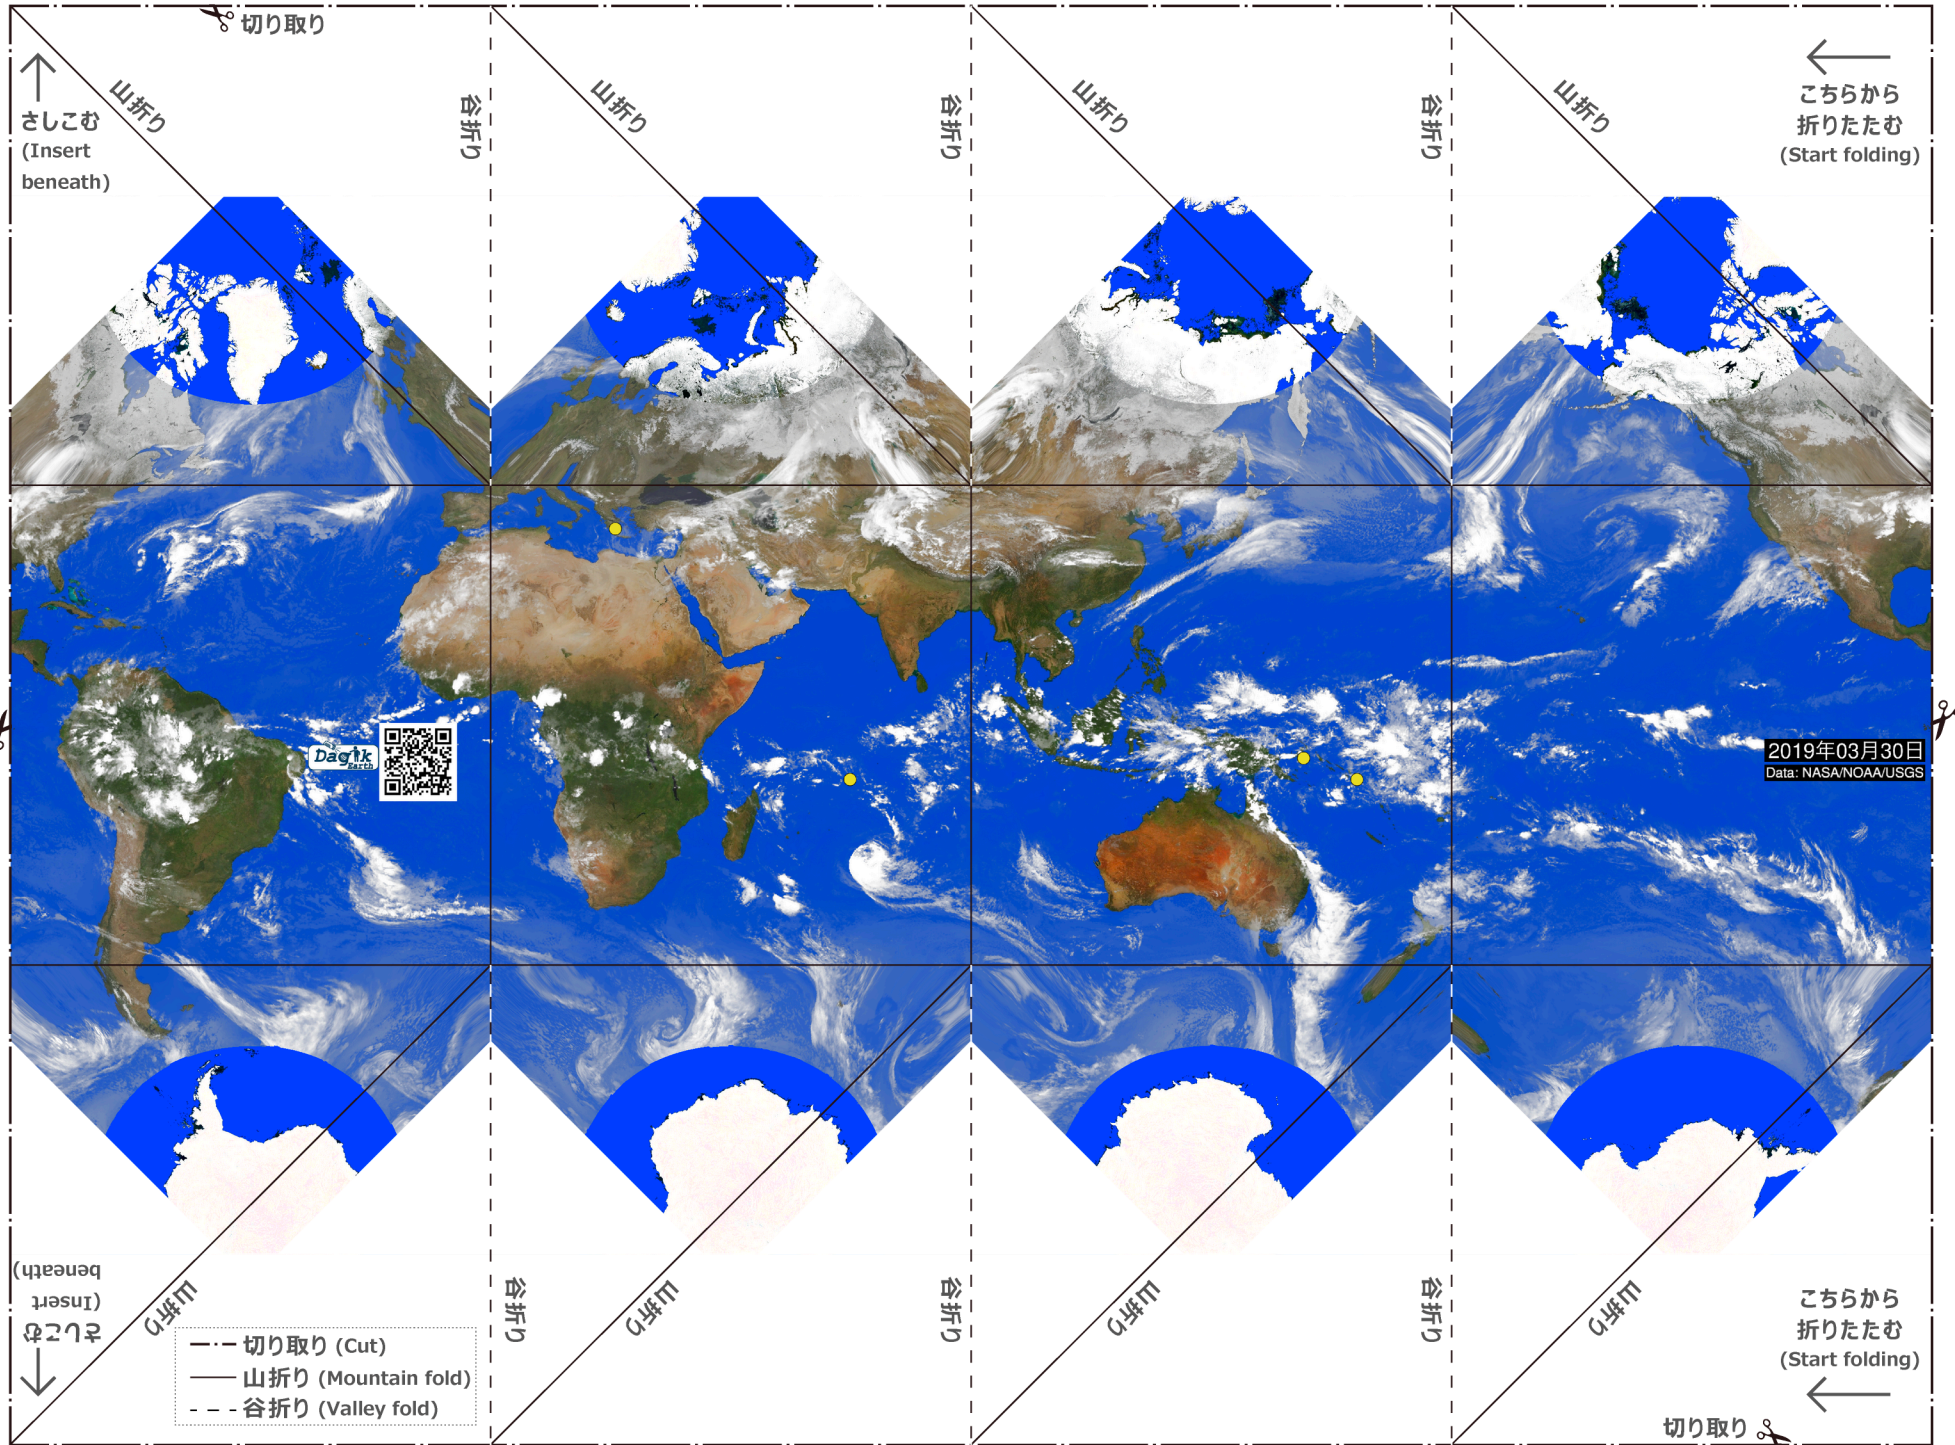 切り取り
さしこむ
(Insert
beneath)
山折り
谷折り
山折り
谷折り
山折り
谷折り
山折り
こちらから
折りたたむ
(Start folding)
Dagik
Earth
2019年03月30日
Data: NASA/NOAA/USGS
さしこむ
(Insert
beneath)
山折り
谷折り
山折り
谷折り
山折り
谷折り
山折り
こちらから
折りたたむ
(Start folding)
切り取り (Cut)
山折り (Mountain fold)
谷折り (Valley fold)
切り取り